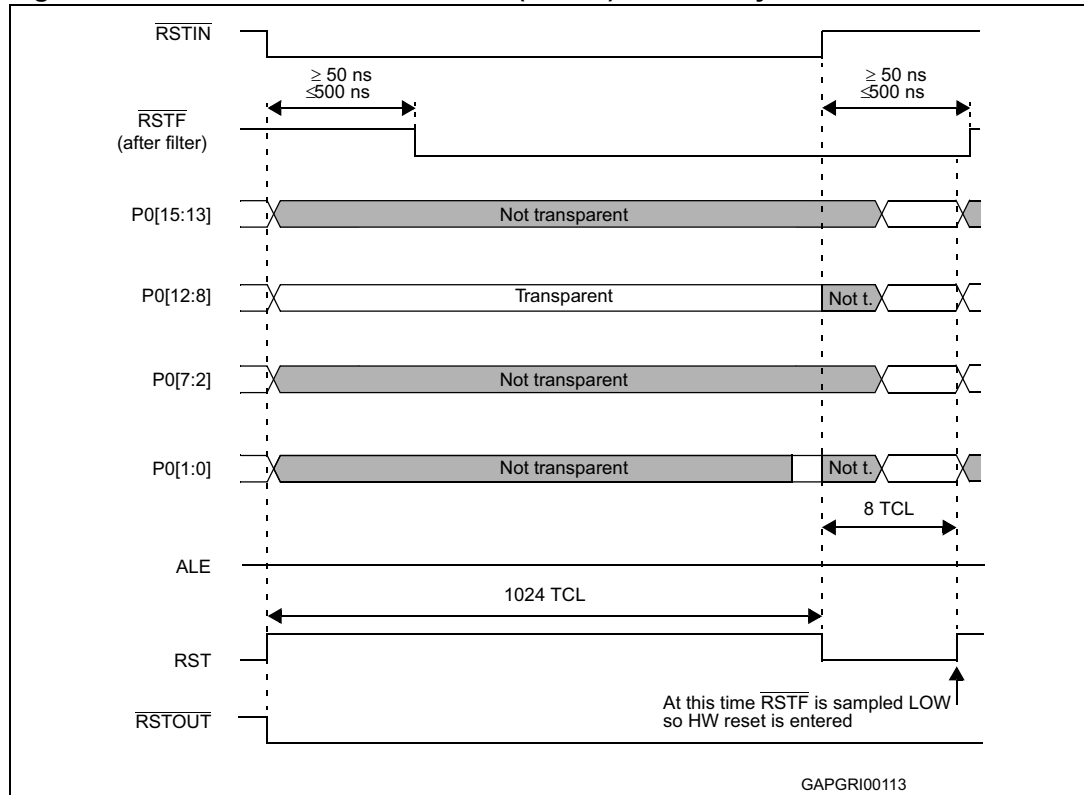 RSTIN
≥ 50 ns
≤500 ns
≥ 50 ns
≤500 ns
RSTF
(after filter)
P0[15:13]
Not transparent
P0[12:8]
Transparent
Not t.
P0[7:2]
Not transparent
P0[1:0]
Not transparent
Not t.
8 TCL
ALE
1024 TCL
RST
At this time RSTF is sampled LOW
so HW reset is entered
RSTOUT
GAPGRI00113